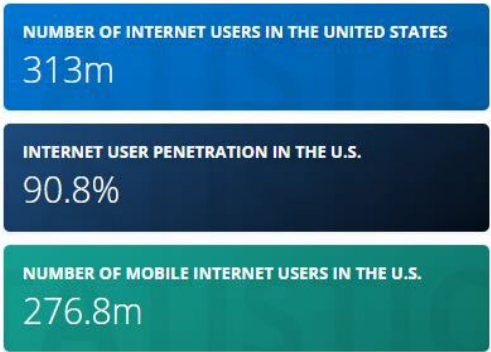 NUMBER OF INTERNET USERS IN THE UNITED STATES
313m
INTERNET USER PENETRATION IN THE U.S.
90.8%
NUMBER OF MOBILE INTERNET USERS IN THE U.S.
276.8m